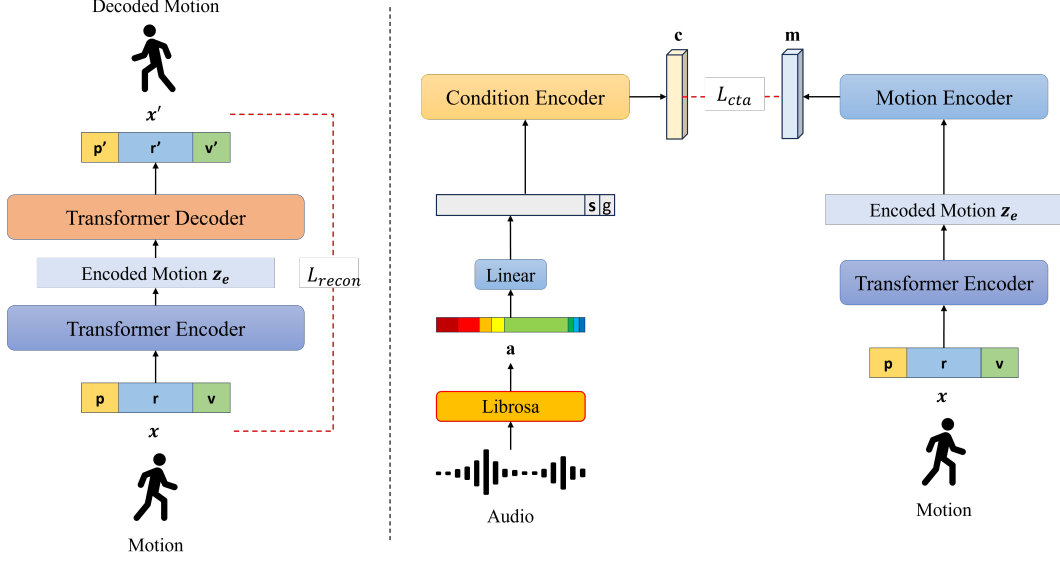 Decoded Motion
x'
p' r' v'
Transformer Decoder
Encoded Motion z_e
L_recon
Transformer Encoder
p r v
x
Motion
c
m
Condition Encoder
L_cta
Motion Encoder
s g
Encoded Motion z_e
Linear
Transformer Encoder
a
p r v
Librosa
x
Audio
Motion